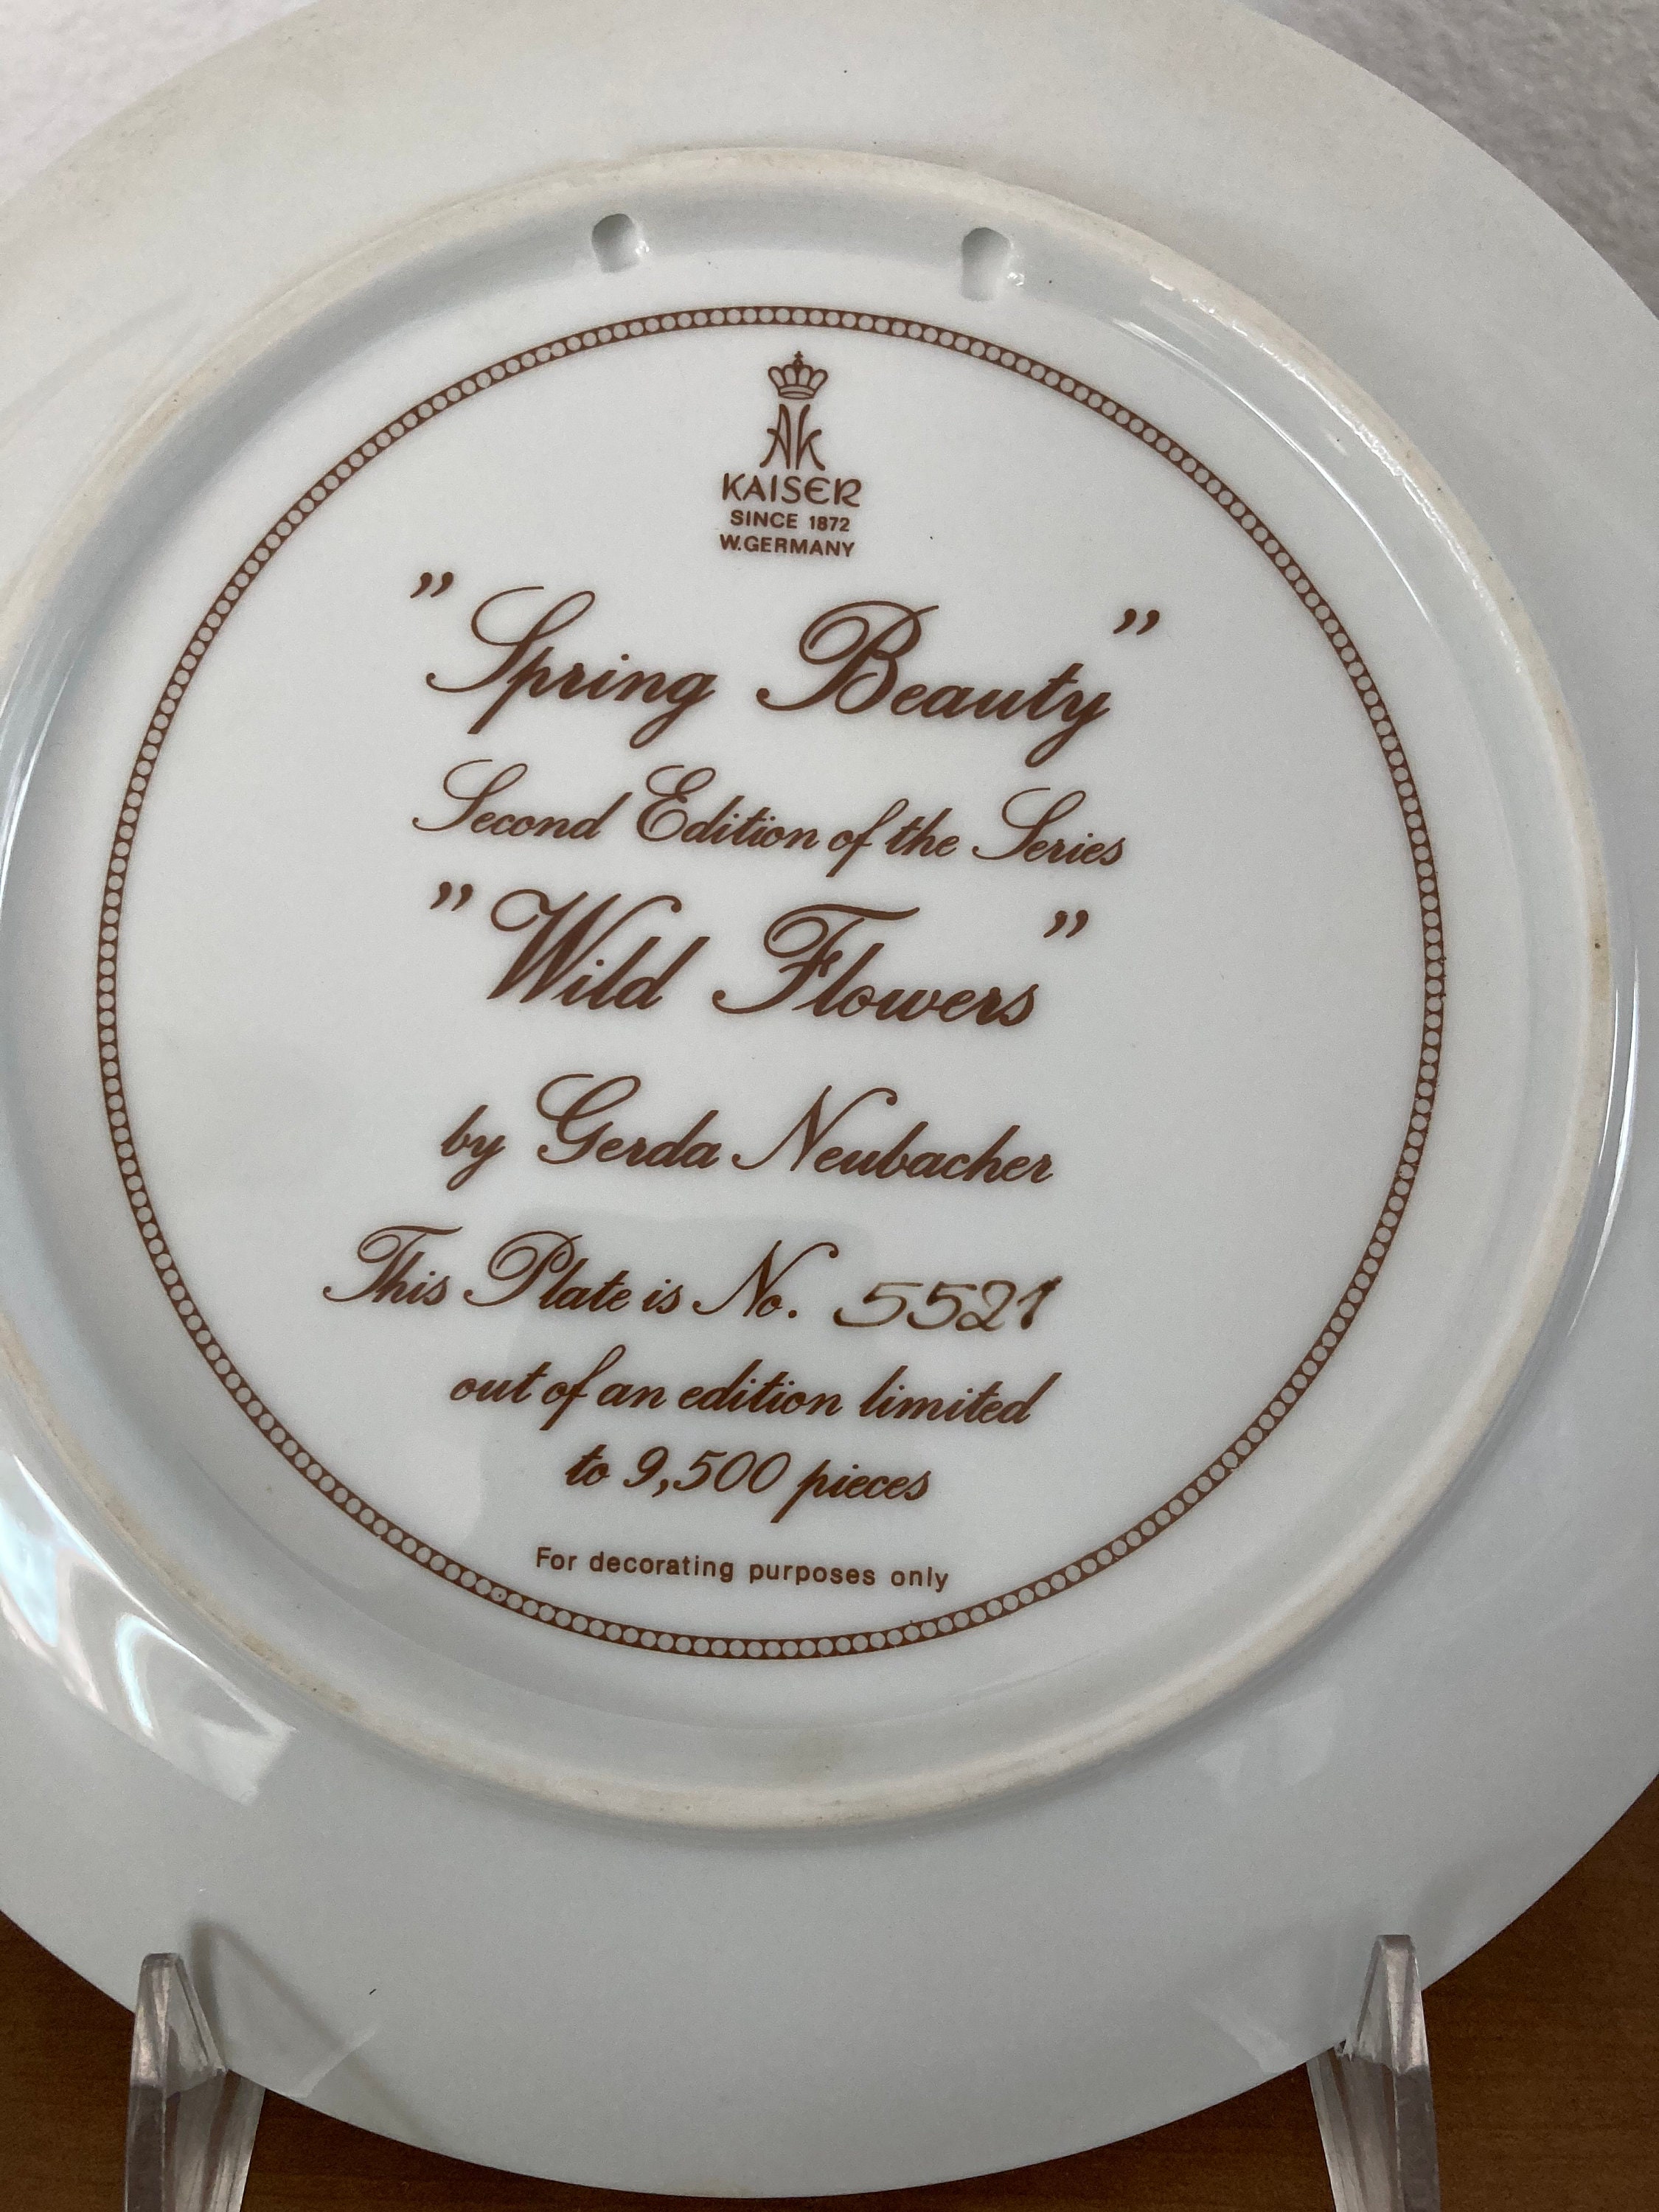 AK
KAISER
SINCE 1872
W.GERMANY
”Spring Beauty”
Second Edition of the Series
”Wild Flowers”
by Gerda Neubacher
This Plate is No. 5521
out of an edition limited
to 9,500 pieces
For decorating purposes only